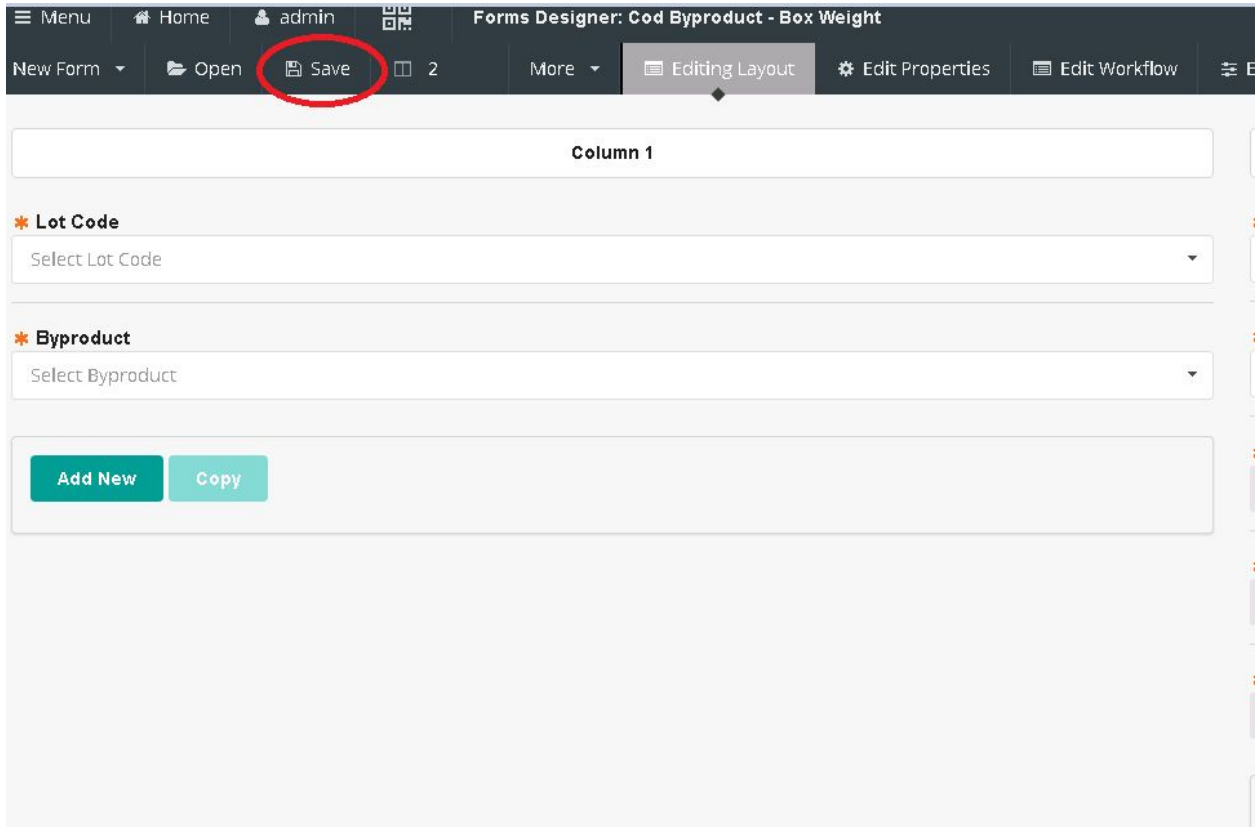 Menu Home admin Forms Designer: Cod Byproduct - Box Weight
New Form Open Save 2 More Editing Layout Edit Properties Edit Workflow
Column 1
* Lot Code
Select Lot Code
* Byproduct
Select Byproduct
Add New Copy